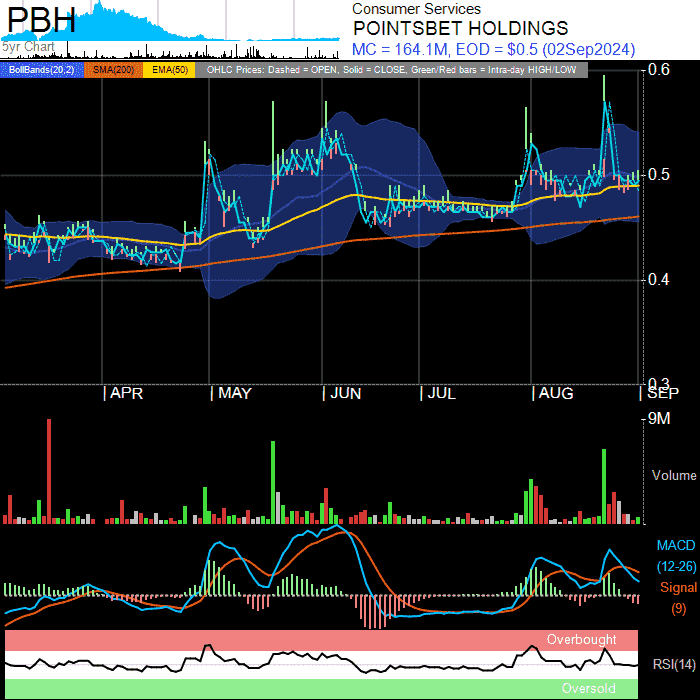 PBH
5yr Chart
Consumer Services
POINTSBET HOLDINGS
MC = 164.1M, EOD = $0.5 (02Sep2024)
BollBands(20,2) SMA(200) EMA(50) OHLC Prices: Dashed = OPEN, Solid = CLOSE, Green/Red bars = Intra-day HIGH/LOW
0.6
0.5
0.4
0.3
APR MAY JUN JUL AUG SEP
9M
Volume
MACD
(12-26)
Signal
(9)
Overbought
RSI(14)
Oversold